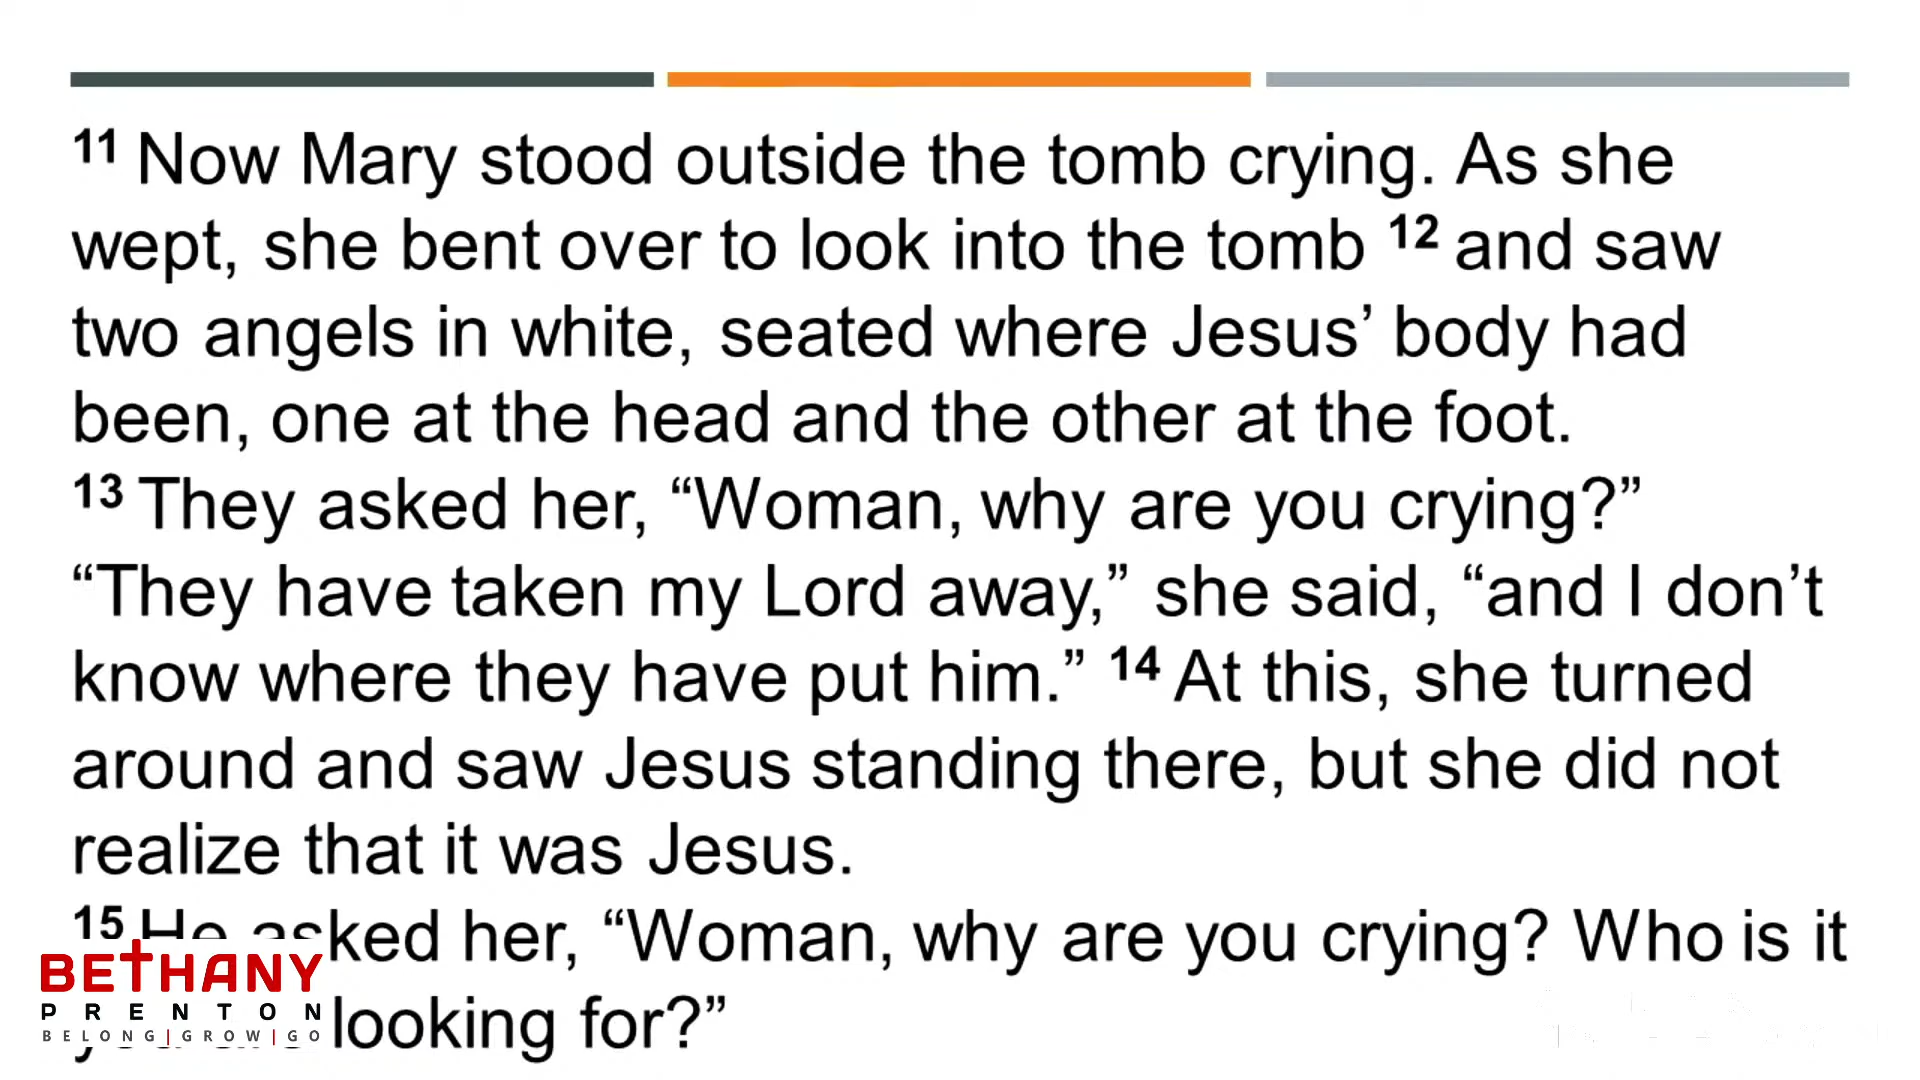 11 Now Mary stood outside the tomb crying. As she
wept, she bent over to look into the tomb 12 and saw
two angels in white, seated where Jesus’ body had
been, one at the head and the other at the foot.
13 They asked her, “Woman, why are you crying?”
“They have taken my Lord away,” she said, “and I don’t
know where they have put him.” 14 At this, she turned
around and saw Jesus standing there, but she did not
realize that it was Jesus.
15 He asked her, “Woman, why are you crying? Who is it
looking for?”
BETHANY
PRENTON
BELONG|GROW|GO